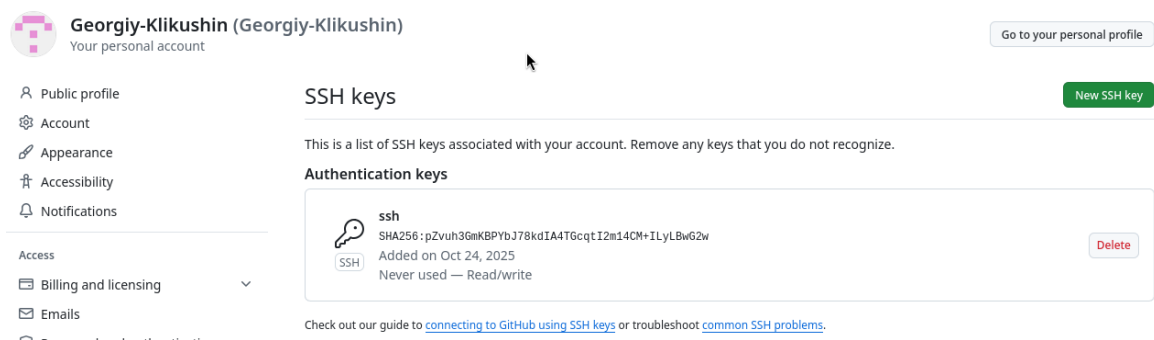 Georgiy-Klikushin (Georgiy-Klikushin)
Your personal account
Go to your personal profile
Public profile
Account
Appearance
Accessibility
Notifications
Access
Billing and licensing
Emails
SSH keys
New SSH key
This is a list of SSH keys associated with your account. Remove any keys that you do not recognize.
Authentication keys
ssh
SHA256:pZvuh3GmKBPYbJ78kdIA4TGcqtI2m14CM+ILyLBwG2w
Added on Oct 24, 2025
Never used — Read/write
SSH
Delete
Check out our guide to connecting to GitHub using SSH keys or troubleshoot common SSH problems.